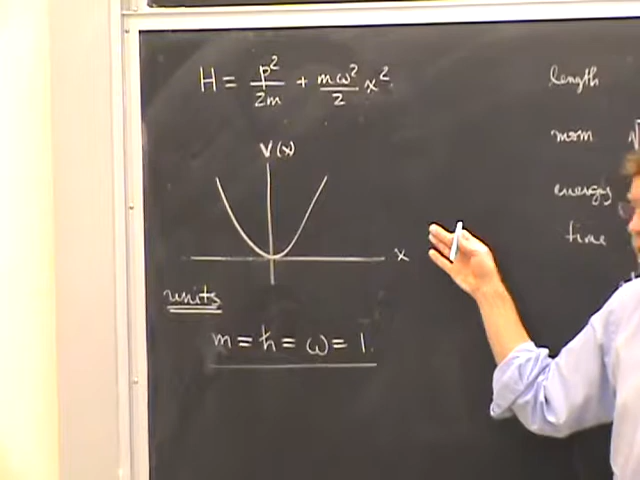 H = p²/2m + mω²/2 x²
V(x)
x
units
m = ħ = ω = 1.
length
mom
energy
time